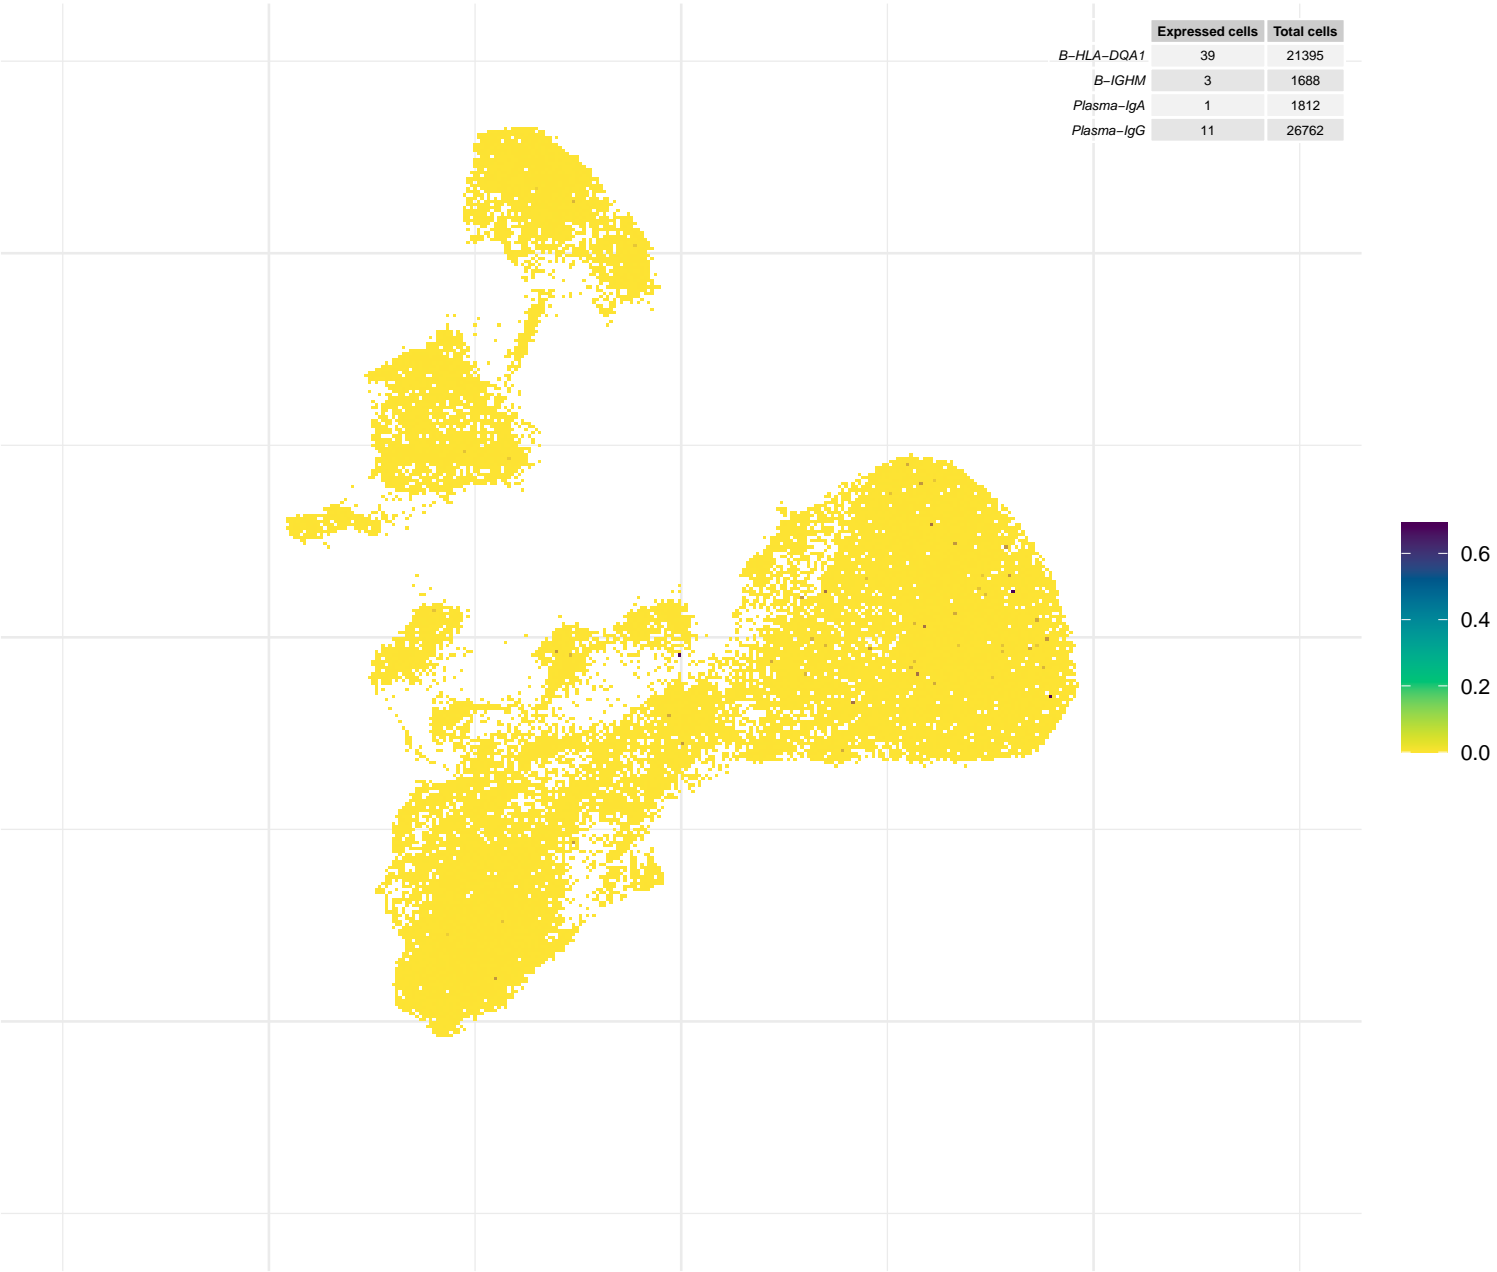 Expressed cells Total cells
B−HLA−DQA1 39 21395
B−IGHM 3 1688
Plasma−IgA 1 1812
Plasma−IgG 11 26762
0.6
0.4
0.2
0.0